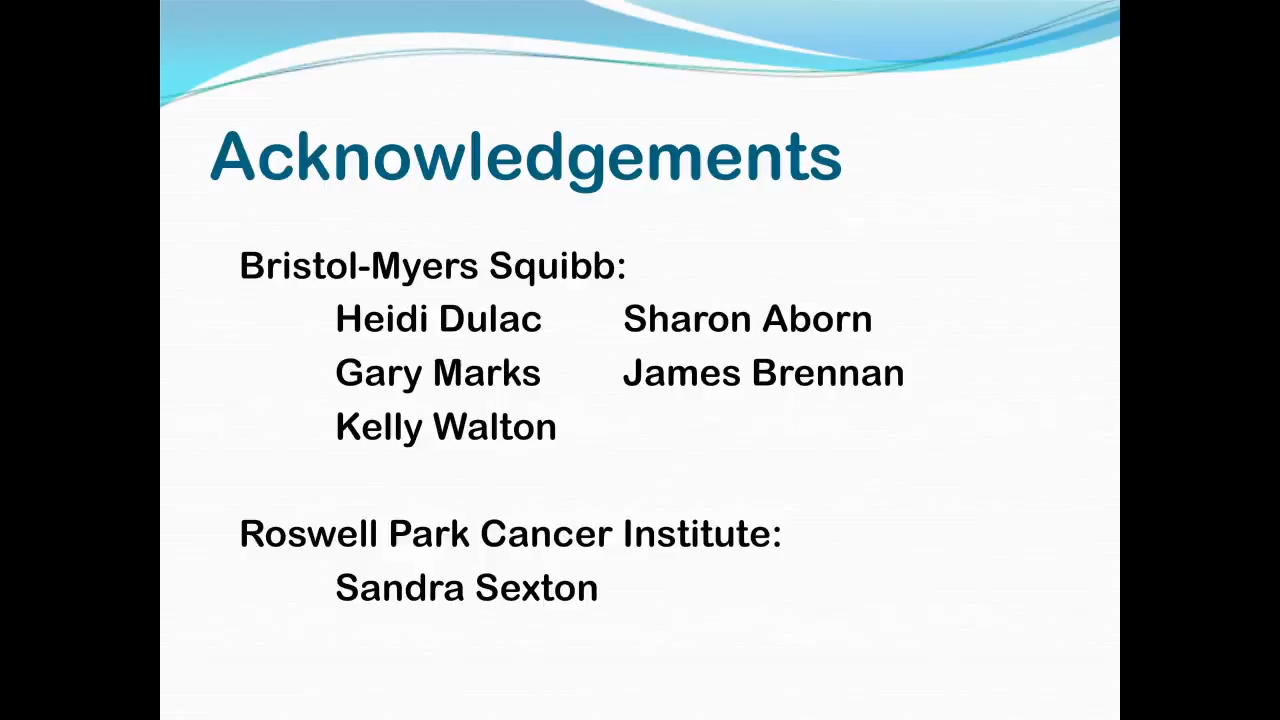 Acknowledgements
Bristol-Myers Squibb:
Heidi Dulac Sharon Aborn
Gary Marks James Brennan
Kelly Walton
Roswell Park Cancer Institute:
Sandra Sexton